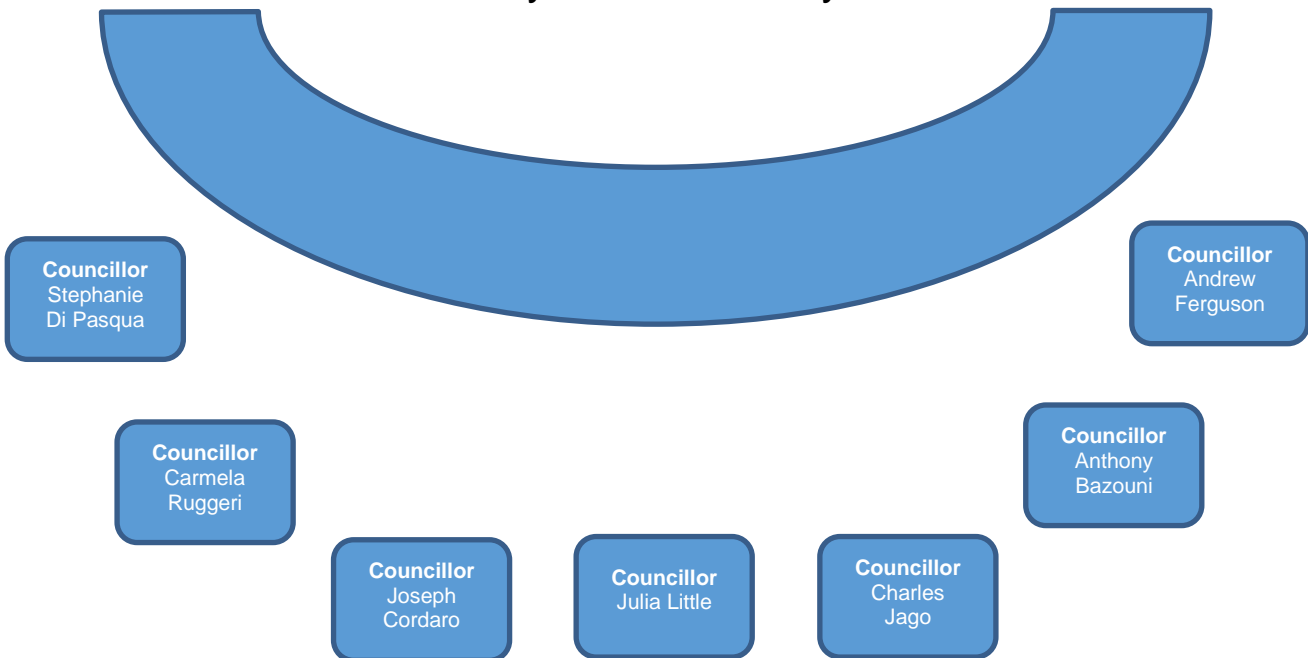 Councillor
Stephanie
Di Pasqua
Councillor
Andrew
Ferguson
Councillor
Carmela
Ruggeri
Councillor
Anthony
Bazouni
Councillor
Joseph
Cordaro
Councillor
Julia Little
Councillor
Charles
Jago